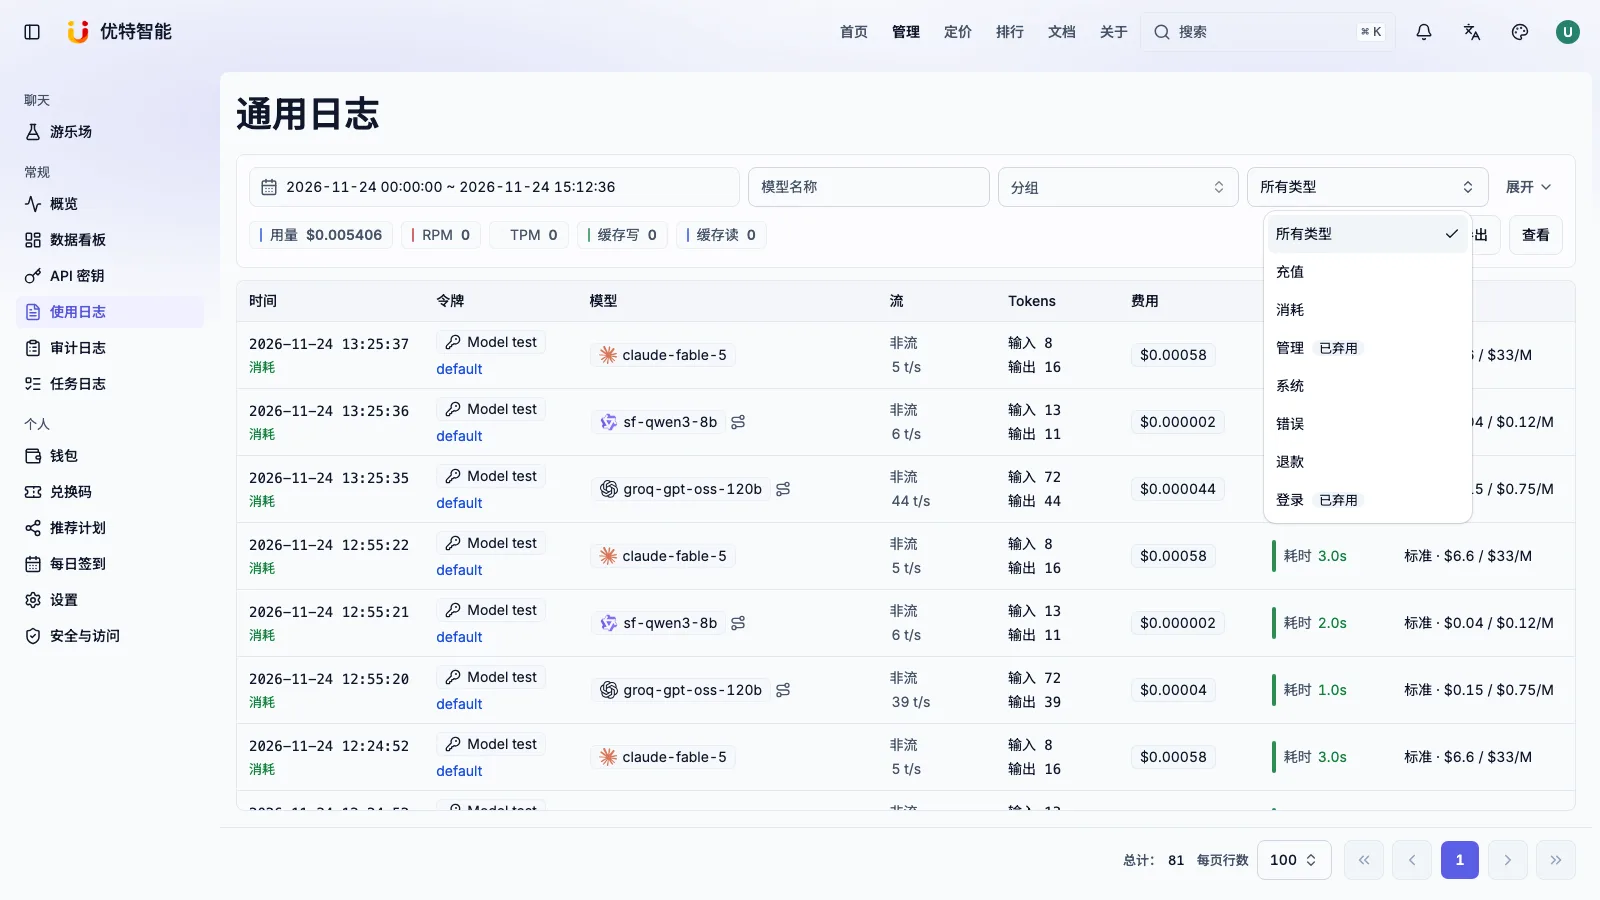 优特智能
首页 管理 定价 排行 文档 关于 搜索 ⌘ K U
聊天
游乐场
常规
概览
数据看板
API 密钥
使用日志
审计日志
任务日志
个人
钱包
兑换码
推荐计划
每日签到
设置
安全与访问
通用日志
2026-11-24 00:00:00 ~ 2026-11-24 15:12:36 模型名称 分组 所有类型 展开
用量 $0.005406 RPM 0 TPM 0 缓存写 0 缓存读 0 出 查看
所有类型
充值
消耗
管理 已弃用
系统
错误
退款
登录 已弃用
时间 令牌 模型 流 Tokens 费用
2026-11-24 13:25:37 Model test claude-fable-5 非流 输入 8 $0.00058 / $33/M
消耗 default 5 t/s 输出 16
2026-11-24 13:25:36 Model test sf-qwen3-8b 非流 输入 13 $0.000002 04 / $0.12/M
消耗 default 6 t/s 输出 11
2026-11-24 13:25:35 Model test groq-gpt-oss-120b 非流 输入 72 $0.000044 15 / $0.75/M
消耗 default 44 t/s 输出 44
2026-11-24 12:55:22 Model test claude-fable-5 非流 输入 8 $0.00058 耗时 3.0s 标准 · $6.6 / $33/M
消耗 default 5 t/s 输出 16
2026-11-24 12:55:21 Model test sf-qwen3-8b 非流 输入 13 $0.000002 耗时 2.0s 标准 · $0.04 / $0.12/M
消耗 default 6 t/s 输出 11
2026-11-24 12:55:20 Model test groq-gpt-oss-120b 非流 输入 72 $0.00004 耗时 1.0s 标准 · $0.15 / $0.75/M
消耗 default 39 t/s 输出 39
2026-11-24 12:24:52 Model test claude-fable-5 非流 输入 8 $0.00058 耗时 3.0s 标准 · $6.6 / $33/M
消耗 default 5 t/s 输出 16
Model test 非流 输入 13
总计： 81 每页行数 100 1